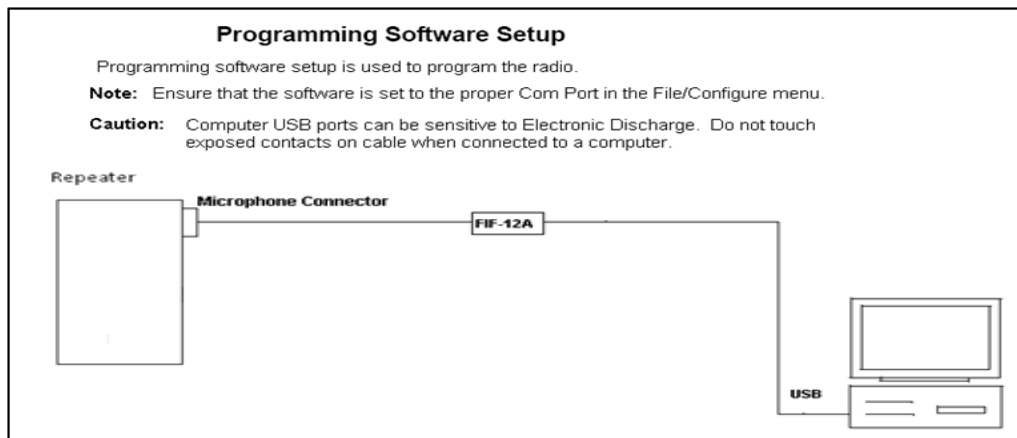 Programming Software Setup
Programming software setup is used to program the radio.
Note: Ensure that the software is set to the proper Com Port in the File/Configure menu.
Caution: Computer USB ports can be sensitive to Electronic Discharge. Do not touch
exposed contacts on cable when connected to a computer.
Repeater
Microphone Connector
FIF-12A
USB